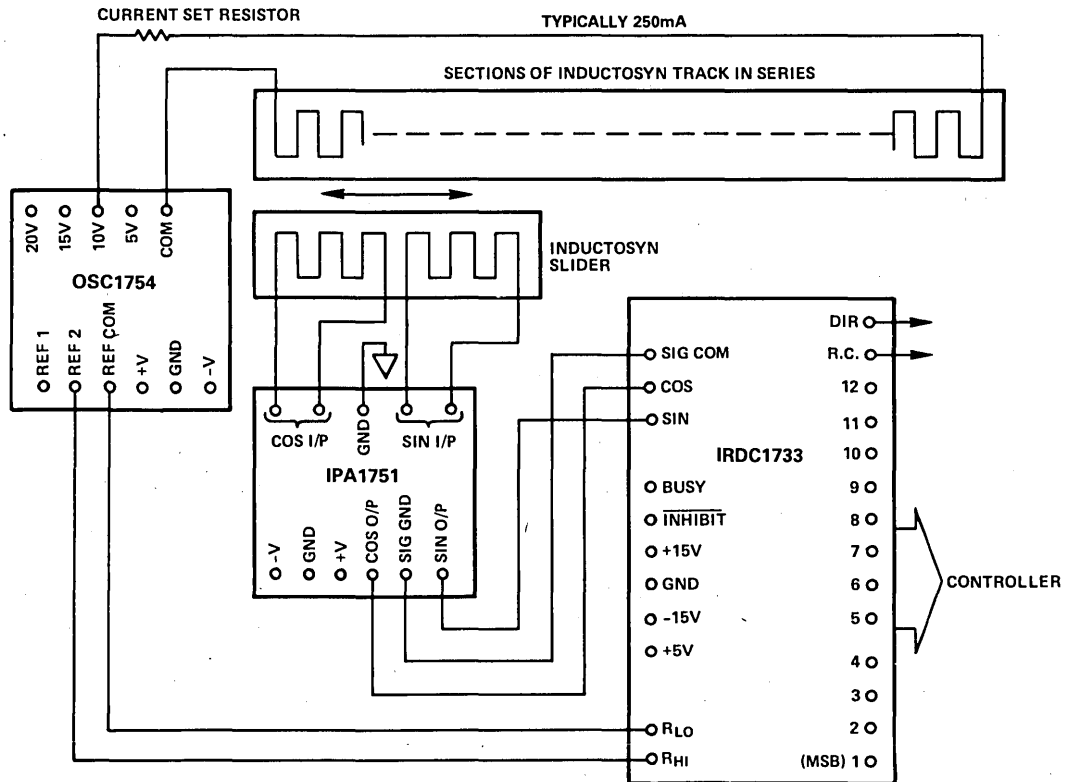 CURRENT SET RESISTOR
TYPICALLY 250mA
SECTIONS OF INDUCTOSYN TRACK IN SERIES
20V
15V
10V
5V
COM
OSC1754
REF 1
REF 2
REF COM
+V
GND
-V
INDUCTOSYN
SLIDER
COS I/P
GND
SIN I/P
IPA1751
-V
GND
+V
COS O/P
SIG GND
SIN O/P
SIG COM
COS
SIN
IRDC1733
BUSY
INHIBIT
+15V
GND
-15V
+5V
RLO
RHI
DIR
R.C.
12
11
10
9
8
7
6
5
4
3
2
(MSB) 1
CONTROLLER